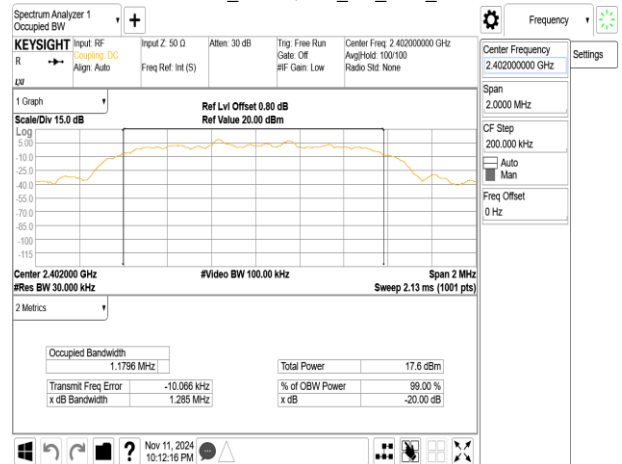 Spectrum Analyzer 1
Occupied BW
Frequency
KEYSIGHT
R
LXI
Input: RF
Coupling: DC
Align: Auto
Input Z: 50 Ω
Freq Ref: Int (S)
Atten: 30 dB
Trig: Free Run
Gate: Off
#IF Gain: Low
Center Freq: 2.402000000 GHz
Avg|Hold: 100/100
Radio Std: None
Center Frequency
2.402000000 GHz
Settings
Span
2.0000 MHz
CF Step
200.000 kHz
Auto
Man
Freq Offset
0 Hz
1 Graph
Scale/Div 15.0 dB
Ref Lvl Offset 0.80 dB
Ref Value 20.00 dBm
Log
5.00
-10.0
-25.0
-40.0
-55.0
-70.0
-85.0
-100
-115
Center 2.402000 GHz
#Res BW 30.000 kHz
#Video BW 100.00 kHz
Span 2 MHz
Sweep 2.13 ms (1001 pts)
2 Metrics
Occupied Bandwidth
1.1796 MHz
Total Power 17.6 dBm
Transmit Freq Error -10.066 kHz
% of OBW Power 99.00 %
x dB Bandwidth 1.285 MHz
x dB -20.00 dB
?
Nov 11, 2024
10:12:16 PM